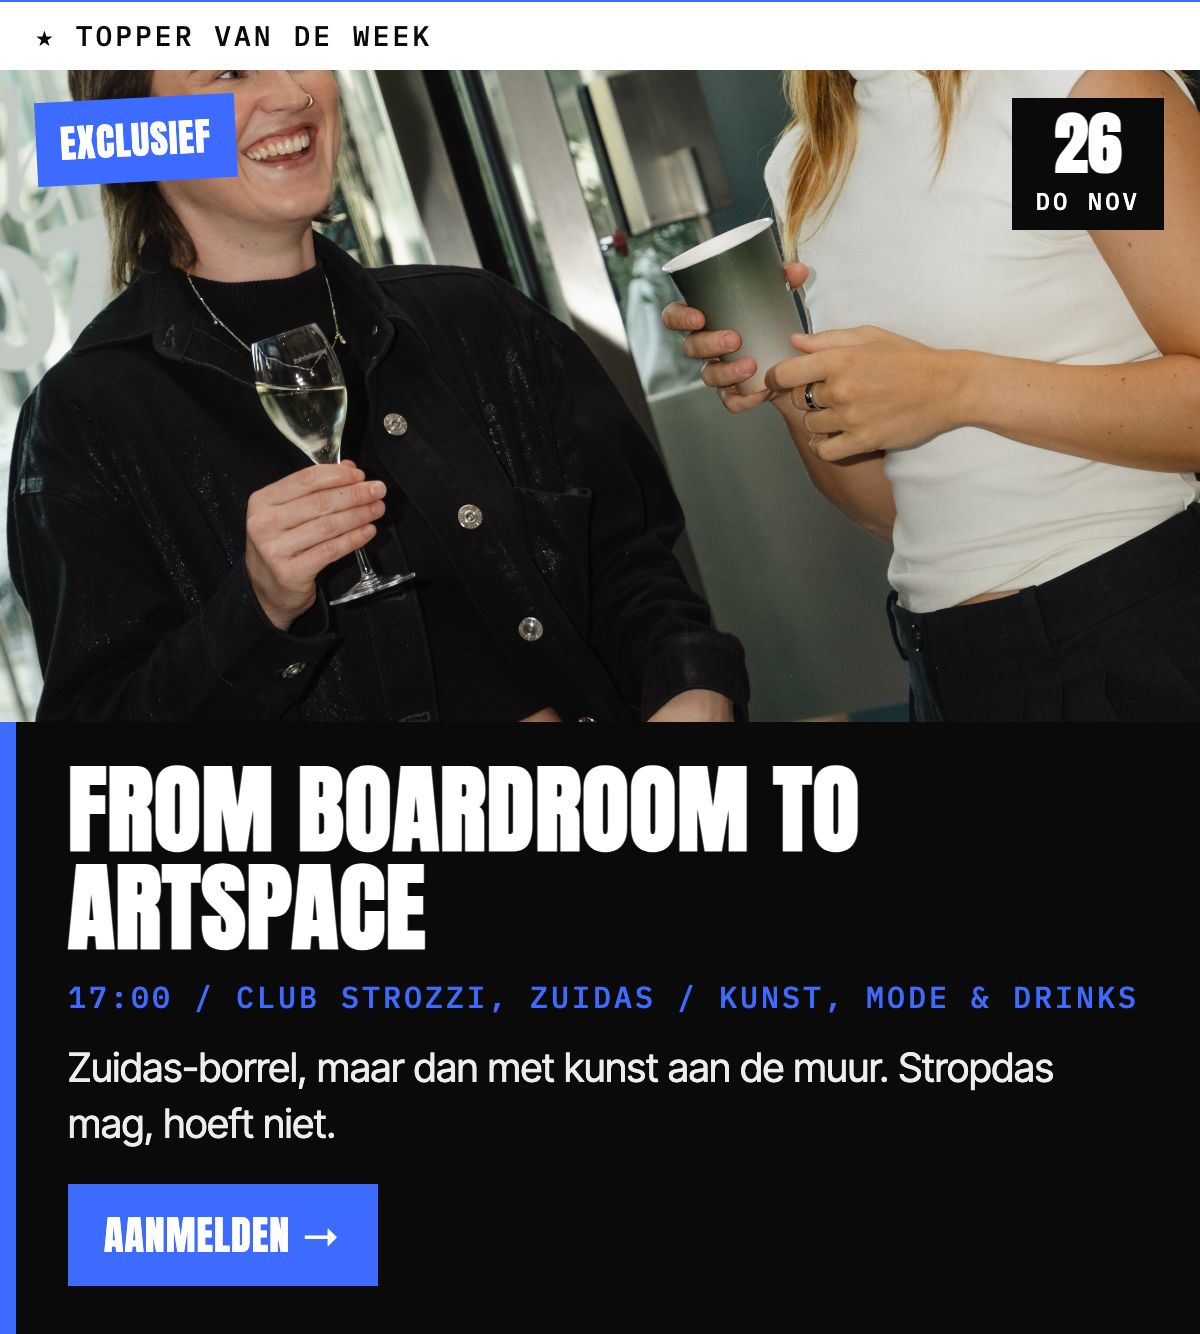 ★ TOPPER VAN DE WEEK
EXCLUSIEF
26
DO NOV
FROM BOARDROOM TO
ARTSPACE
17:00 / CLUB STROZZI, ZUIDAS / KUNST, MODE & DRINKS
Zuidas-borrel, maar dan met kunst aan de muur. Stropdas
mag, hoeft niet.
AANMELDEN →